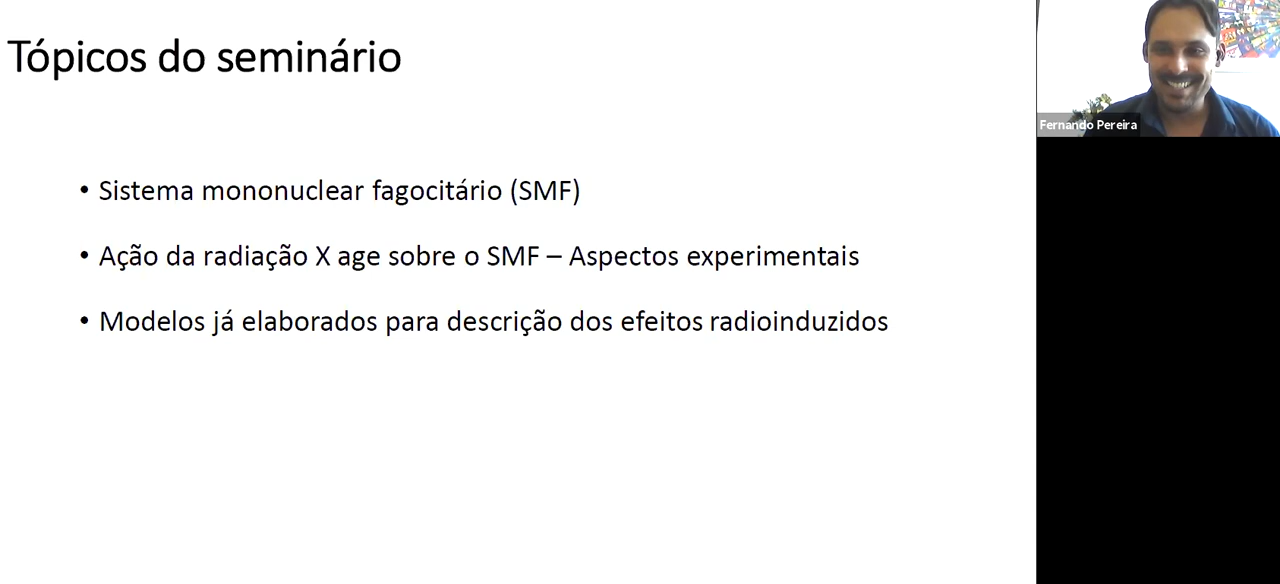 Tópicos do seminário
• Sistema mononuclear fagocitário (SMF)
• Ação da radiação X age sobre o SMF – Aspectos experimentais
• Modelos já elaborados para descrição dos efeitos radioinduzidos
Fernando Pereira